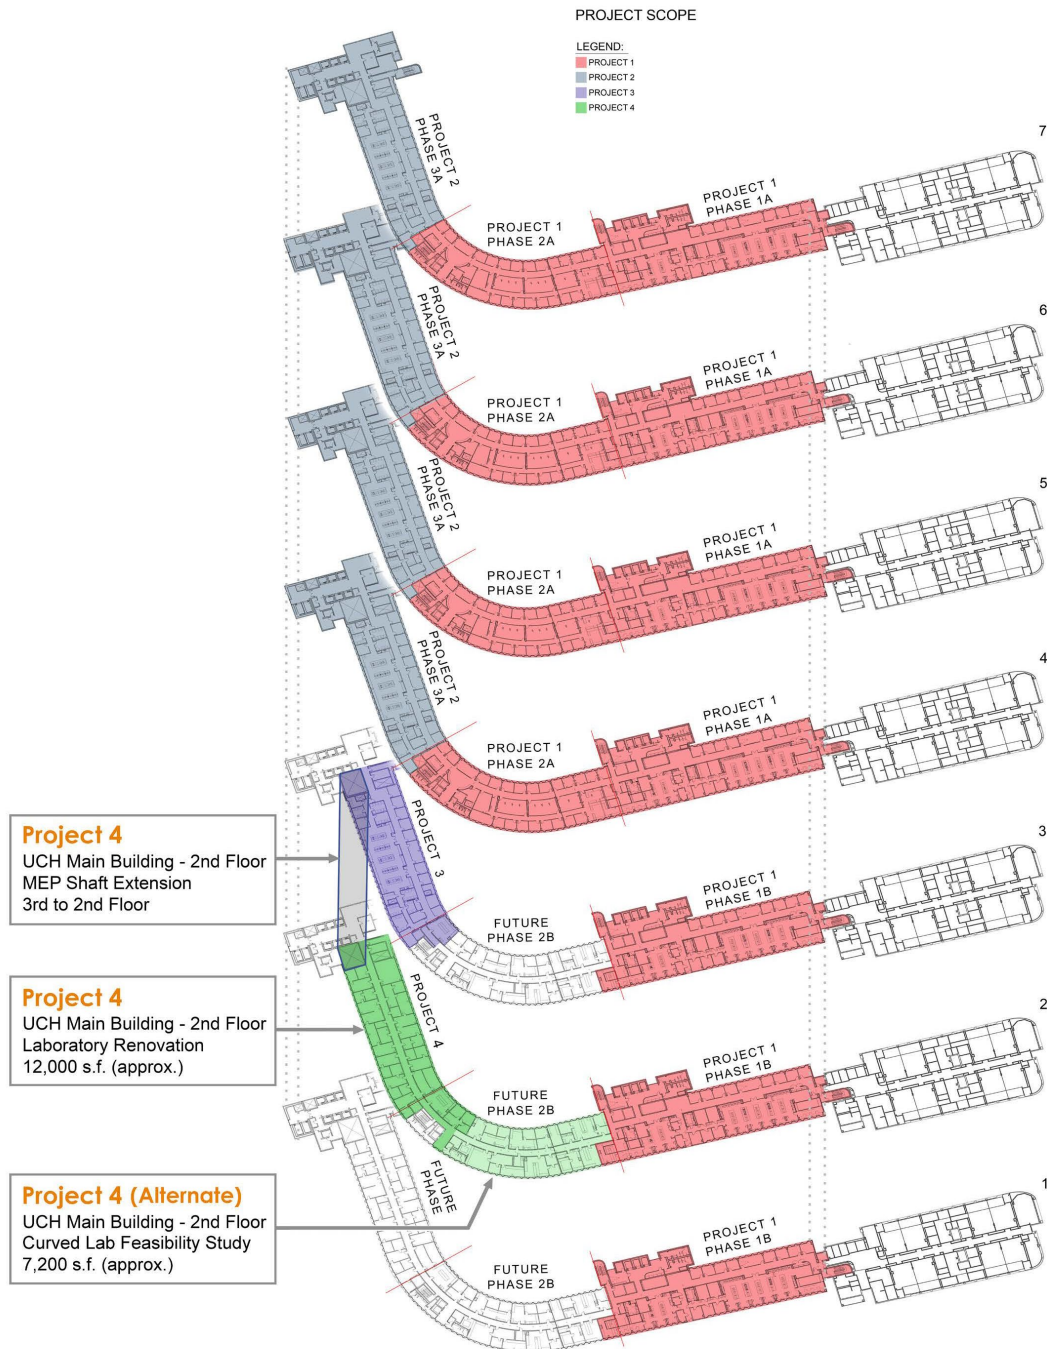 PROJECT SCOPE
LEGEND:
PROJECT 1
PROJECT 2
PROJECT 3
PROJECT 4
7
PROJECT 2
PHASE 3A
PROJECT 1
PHASE 2A
PROJECT 1
PHASE 1A
6
PROJECT 2
PHASE 3A
PROJECT 1
PHASE 2A
PROJECT 1
PHASE 1A
5
PROJECT 2
PHASE 3A
PROJECT 1
PHASE 2A
PROJECT 1
PHASE 1A
4
PROJECT 2
PHASE 3A
PROJECT 1
PHASE 2A
PROJECT 1
PHASE 1A
3
Project 4
UCH Main Building - 2nd Floor
MEP Shaft Extension
3rd to 2nd Floor
PROJECT 3
FUTURE
PHASE 2B
PROJECT 1
PHASE 1B
2
Project 4
UCH Main Building - 2nd Floor
Laboratory Renovation
12,000 s.f. (approx.)
PROJECT 4
FUTURE
PHASE 2B
PROJECT 1
PHASE 1B
1
Project 4 (Alternate)
UCH Main Building - 2nd Floor
Curved Lab Feasibility Study
7,200 s.f. (approx.)
FUTURE
PHASE
FUTURE
PHASE 2B
PROJECT 1
PHASE 1B